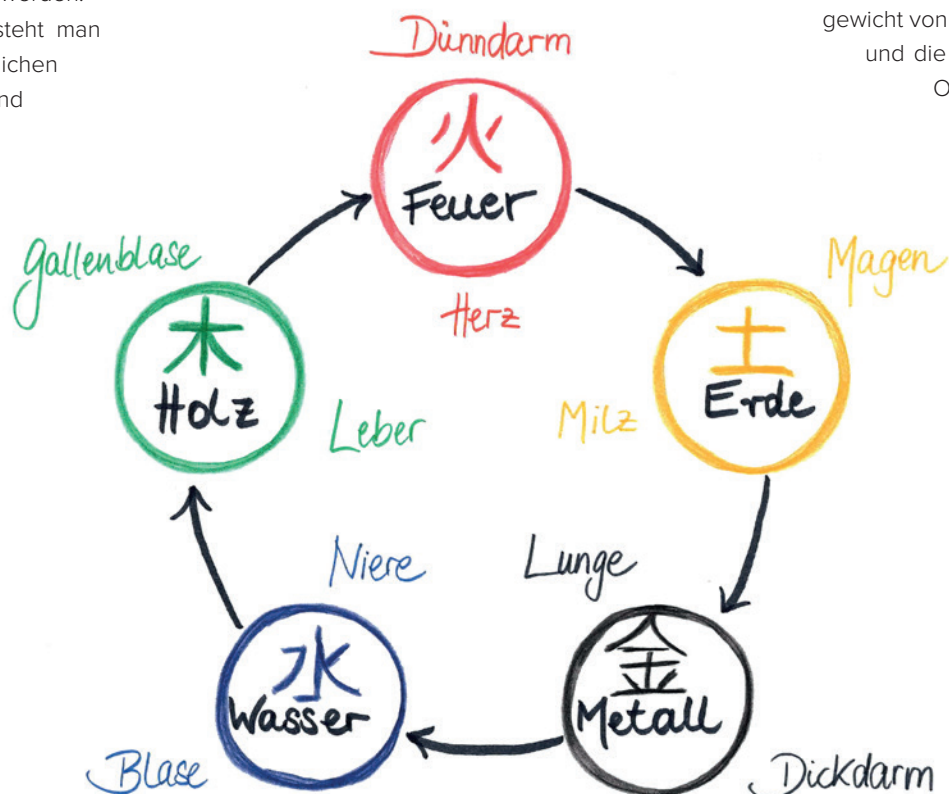 steht man
ichen
nd
gewicht von
und die
O
Dünndarm
火
Feuer
Herz
Gallenblase
木
Holz
Leber
Magen
土
Erde
Milz
Niere
水
Wasser
Blase
Lunge
金
Metall
Dickdarm